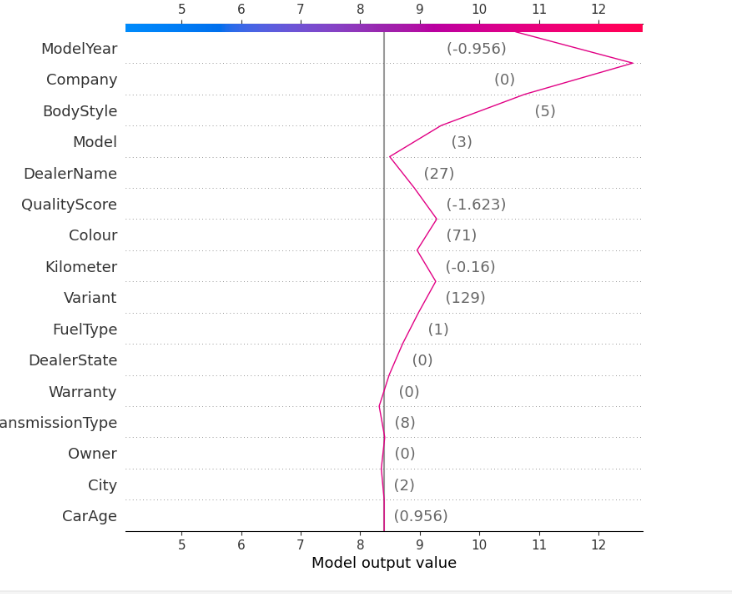 5 6 7 8 9 10 11 12
ModelYear (-0.956)
Company (0)
BodyStyle (5)
Model (3)
DealerName (27)
QualityScore (-1.623)
Colour (71)
Kilometer (-0.16)
Variant (129)
FuelType (1)
DealerState (0)
Warranty (0)
ansmissionType (8)
Owner (0)
City (2)
CarAge (0.956)
5 6 7 8 9 10 11 12
Model output value